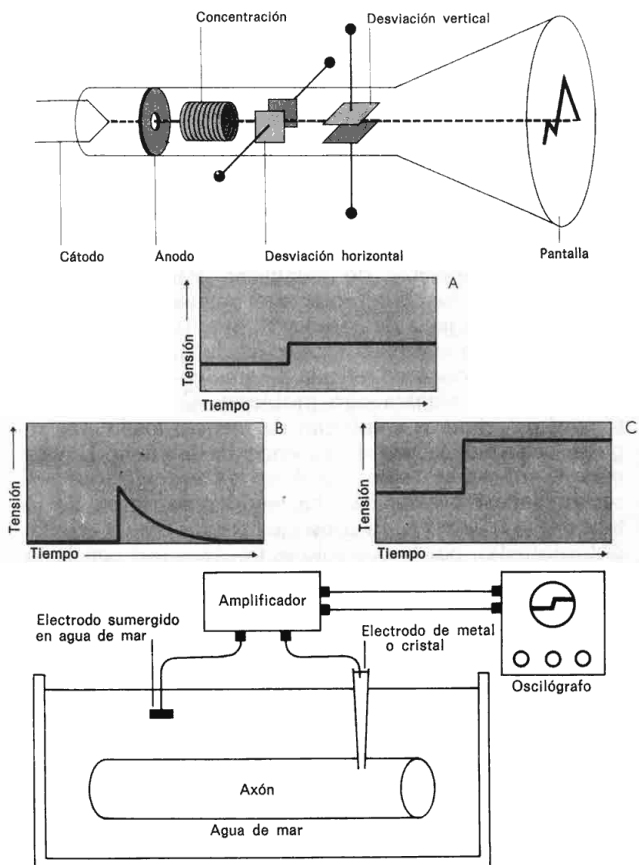 Concentración
Desviación vertical
Cátodo
Anodo
Desviación horizontal
Pantalla
A
Tensión
Tiempo
B
Tensión
Tiempo
C
Tensión
Tiempo
Amplificador
Electrodo sumergido
en agua de mar
Electrodo de metal
o cristal
Oscilógrafo
Axón
Agua de mar